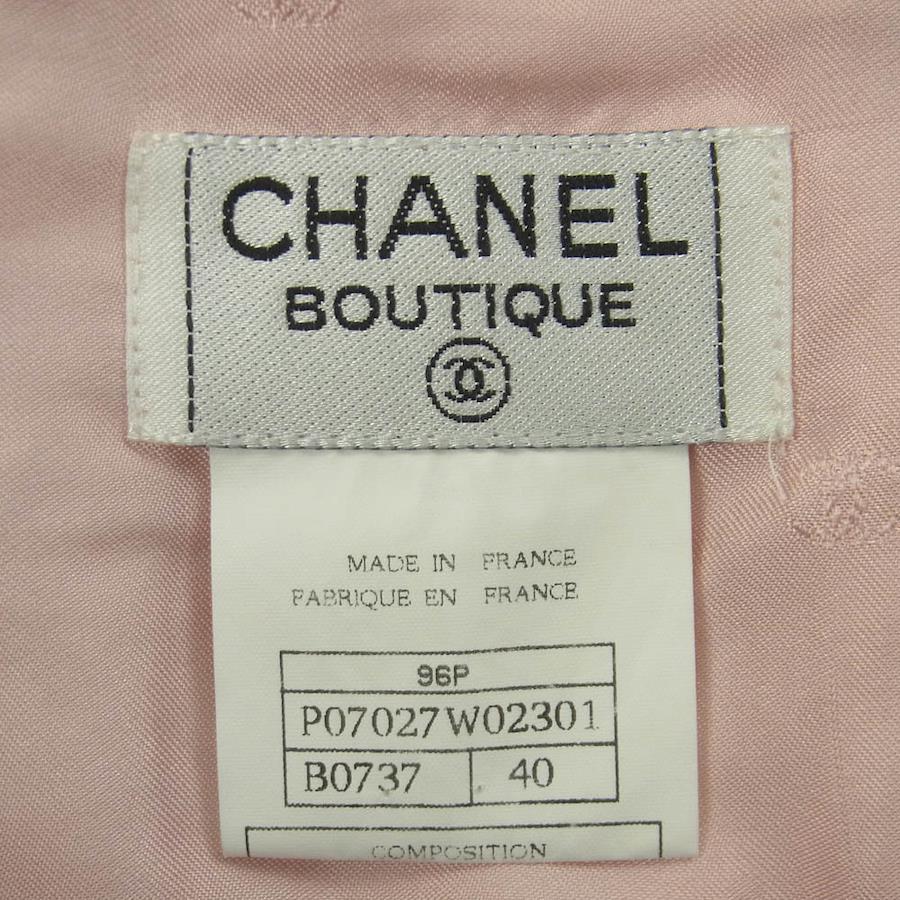 CHANEL
BOUTIQUE
MADE IN FRANCE
FABRIQUE EN FRANCE
96P
P07027W02301
B0737 40
COMPOSITION